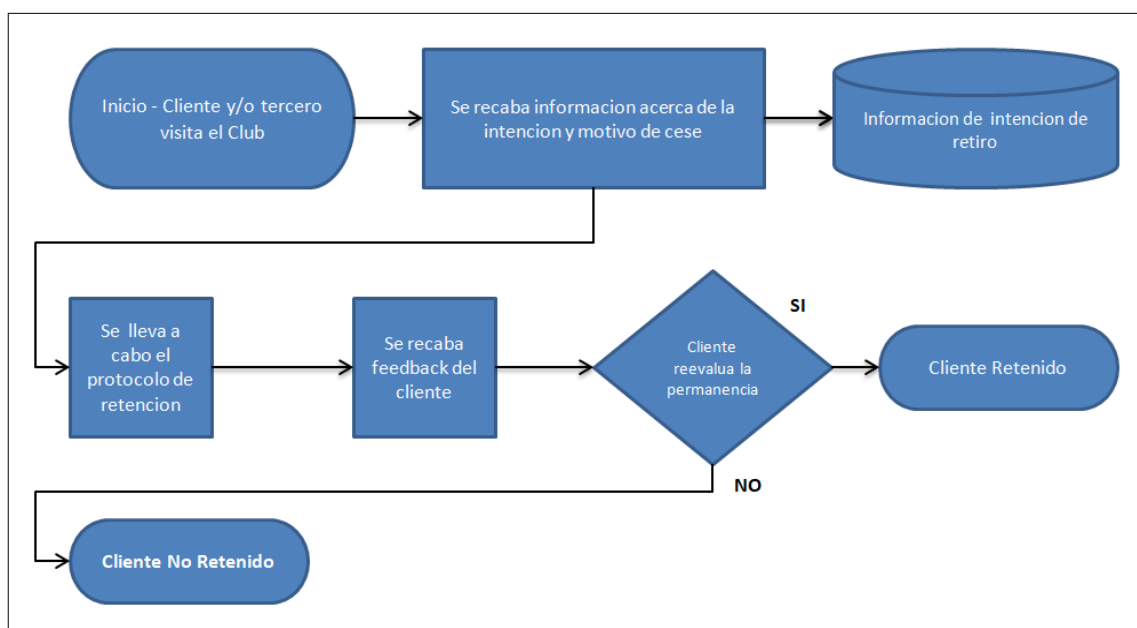 Inicio - Cliente y/o tercero
visita el Club
Se recaba informacion acerca de la
intencion y motivo de cese
Informacion de intencion de
retiro
Se lleva a
cabo el
protocolo de
retencion
Se recaba
feedback del
cliente
Cliente
reevalua la
permanencia
SI
Cliente Retenido
NO
Cliente No Retenido